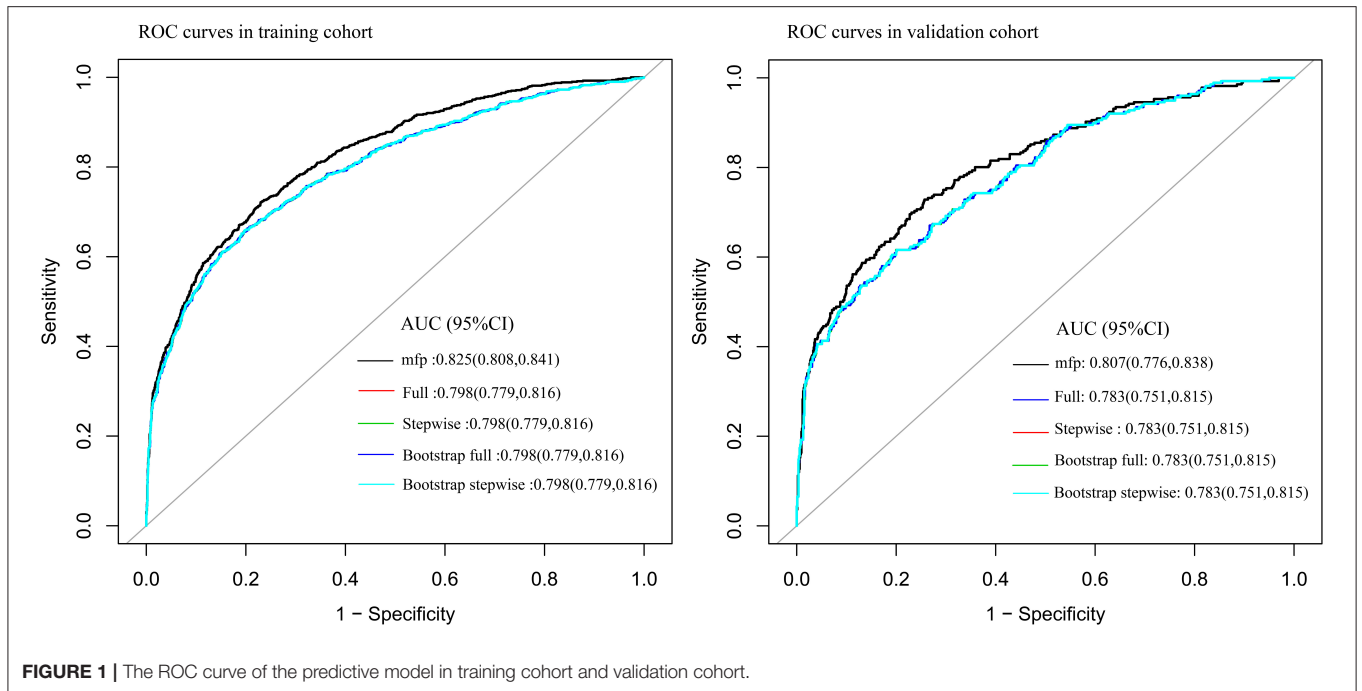 ROC curves in training cohort
Sensitivity
0.0
0.2
0.4
0.6
0.8
1.0
AUC (95%CI)
mfp :0.825(0.808,0.841)
Full :0.798(0.779,0.816)
Stepwise :0.798(0.779,0.816)
Bootstrap full :0.798(0.779,0.816)
Bootstrap stepwise :0.798(0.779,0.816)
0.0 0.2 0.4 0.6 0.8 1.0
1 − Specificity
ROC curves in validation cohort
Sensitivity
0.0
0.2
0.4
0.6
0.8
1.0
AUC (95%CI)
mfp: 0.807(0.776,0.838)
Full: 0.783(0.751,0.815)
Stepwise : 0.783(0.751,0.815)
Bootstrap full: 0.783(0.751,0.815)
Bootstrap stepwise: 0.783(0.751,0.815)
0.0 0.2 0.4 0.6 0.8 1.0
1 − Specificity
FIGURE 1 | The ROC curve of the predictive model in training cohort and validation cohort.